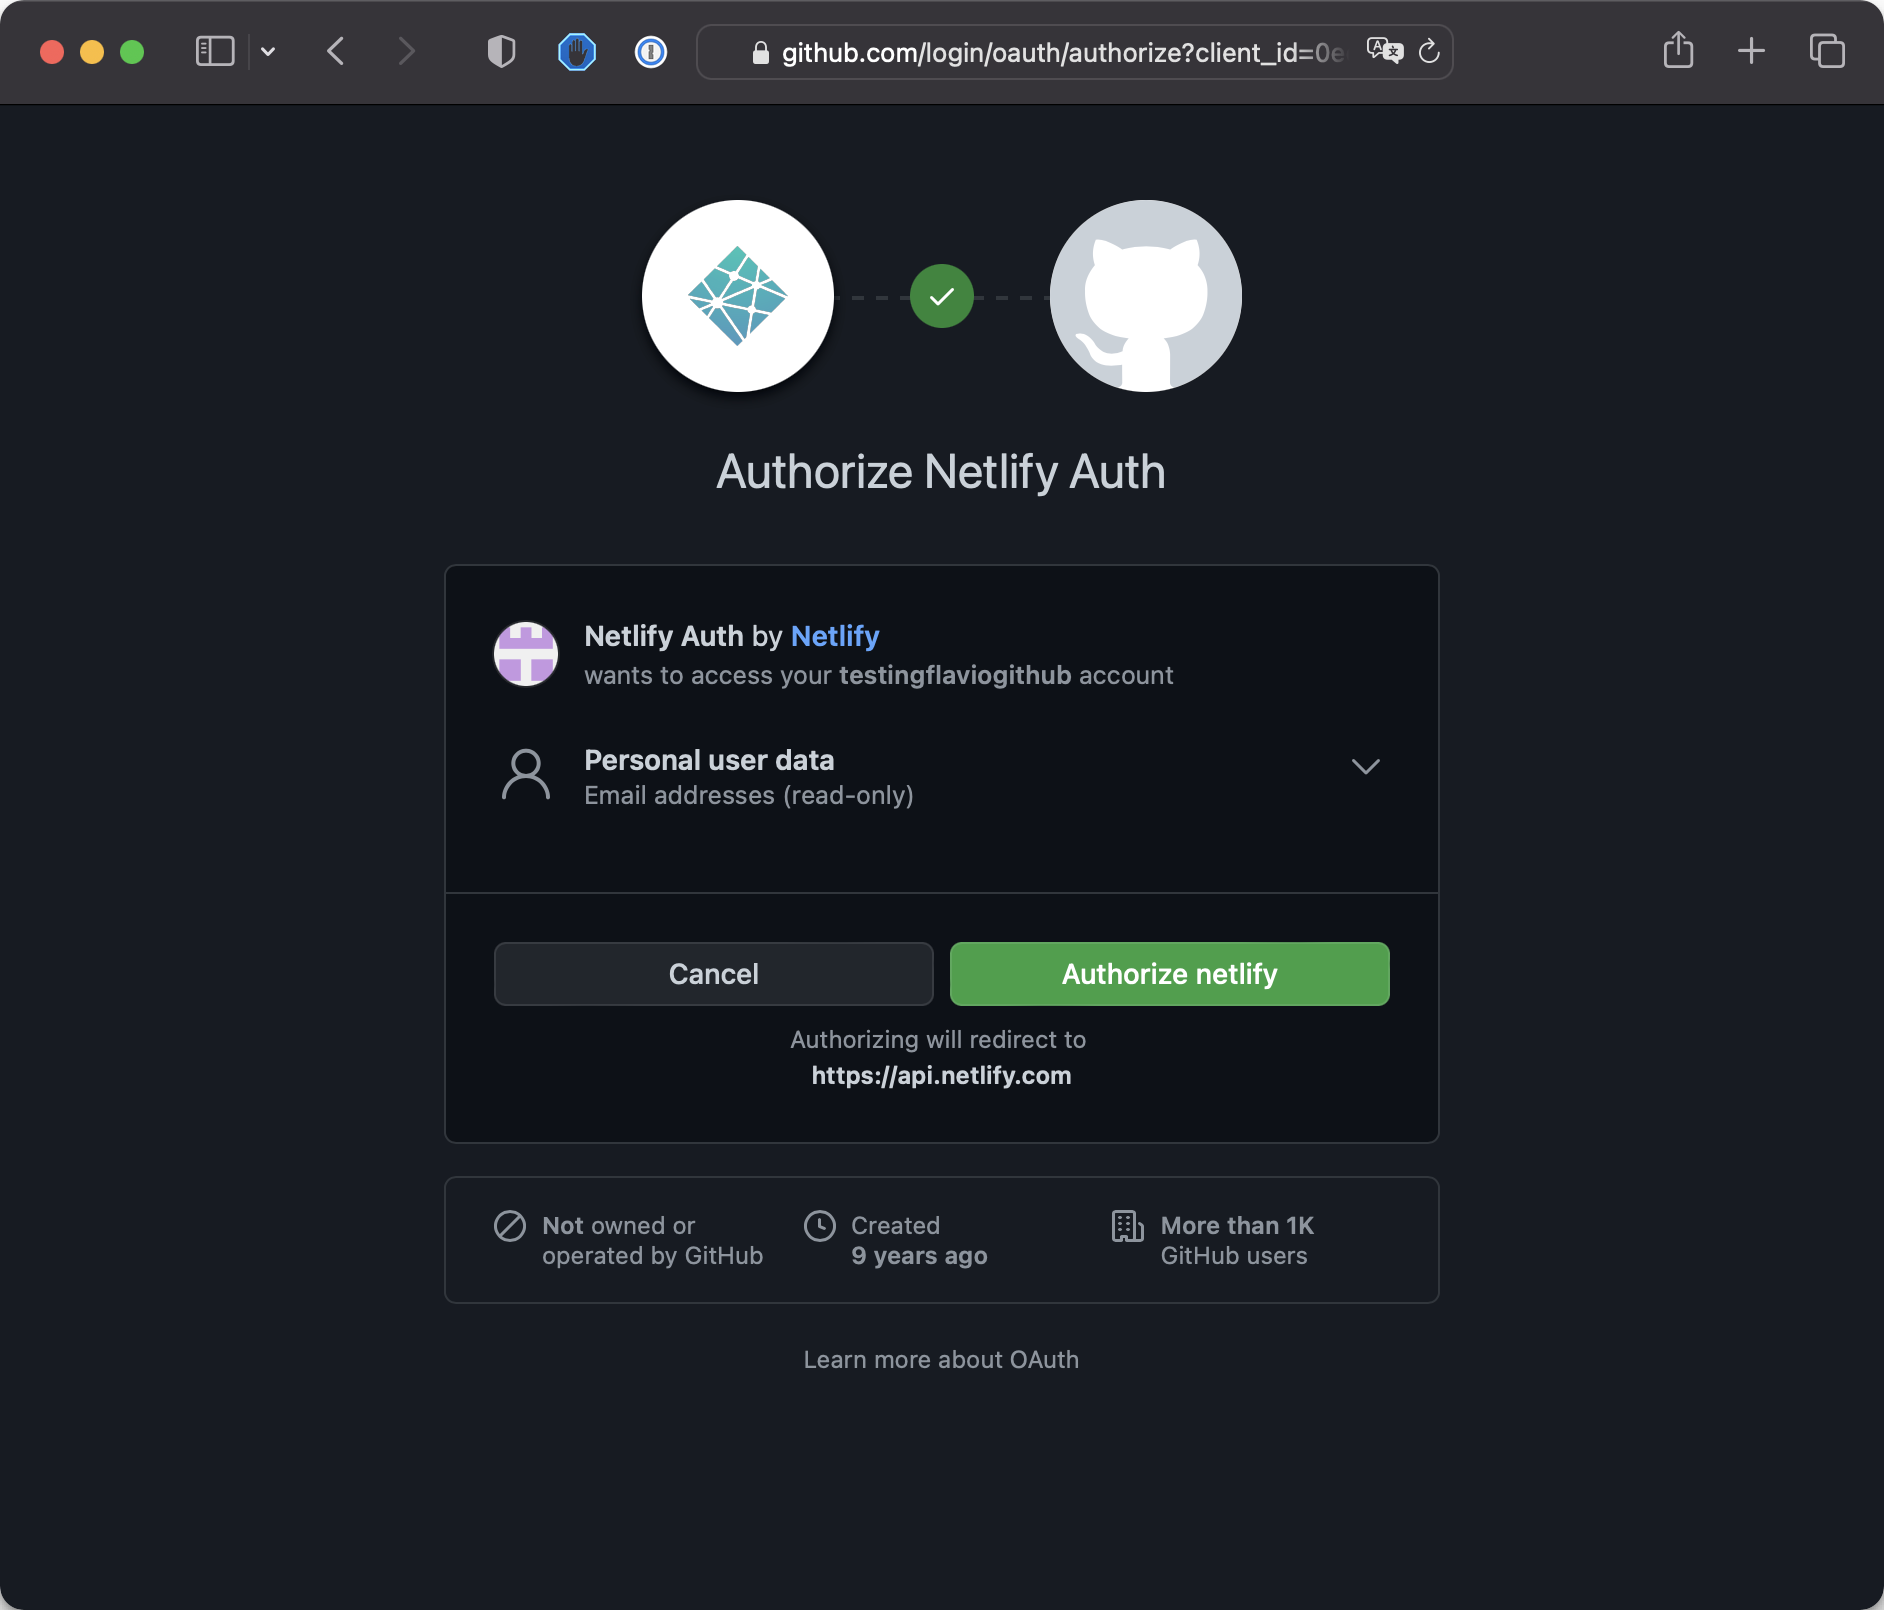 github.com/login/oauth/authorize?client_id=0e
Authorize Netlify Auth
Netlify Auth by Netlify
wants to access your testingflaviogithub account
Personal user data
Email addresses (read-only)
Cancel
Authorize netlify
Authorizing will redirect to
https://api.netlify.com
Not owned or
operated by GitHub
Created
9 years ago
More than 1K
GitHub users
Learn more about OAuth